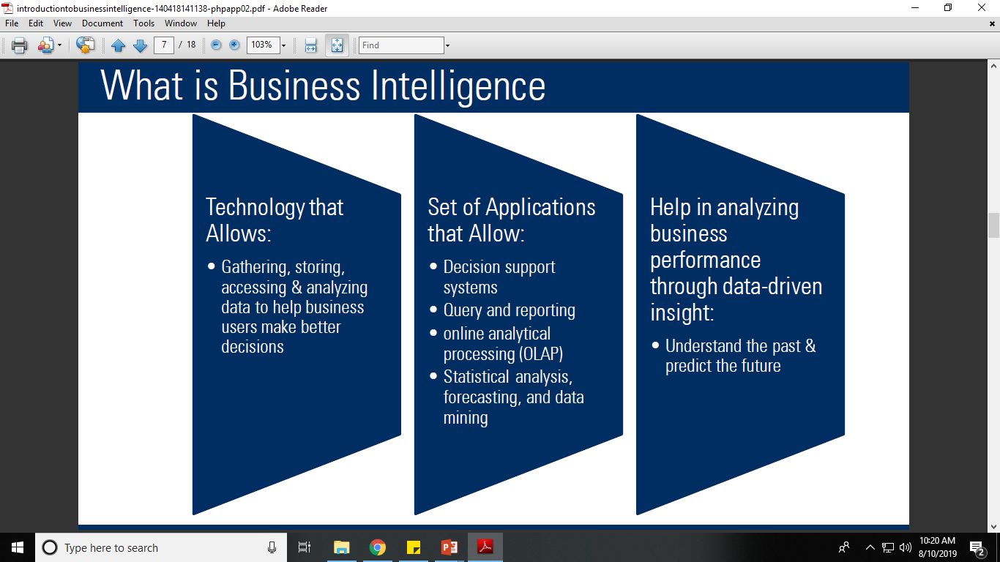 introductiontobusinessintelligence-140418141138-phpapp02.pdf - Adobe Reader
File Edit View Document Tools Window Help
7 / 18 103% Find
What is Business Intelligence
Technology that
Allows:
• Gathering, storing,
accessing & analyzing
data to help business
users make better
decisions
Set of Applications
that Allow:
• Decision support
systems
• Query and reporting
• online analytical
processing (OLAP)
• Statistical analysis,
forecasting, and data
mining
Help in analyzing
business
performance
through data-driven
insight:
• Understand the past &
predict the future
Type here to search
10:20 AM
8/10/2019
2